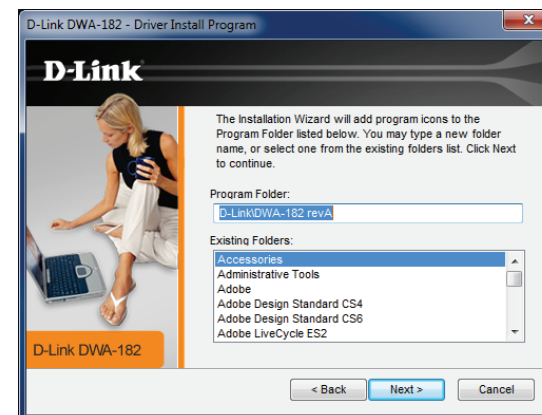 D-Link DWA-182 - Driver Install Program
D-Link
The Installation Wizard will add program icons to the
Program Folder listed below. You may type a new folder
name, or select one from the existing folders list. Click Next
to continue.
Program Folder:
D-Link\DWA-182 revA
Existing Folders:
Accessories
Administrative Tools
Adobe
Adobe Design Standard CS4
Adobe Design Standard CS6
Adobe LiveCycle ES2
D-Link DWA-182
< Back
Next >
Cancel